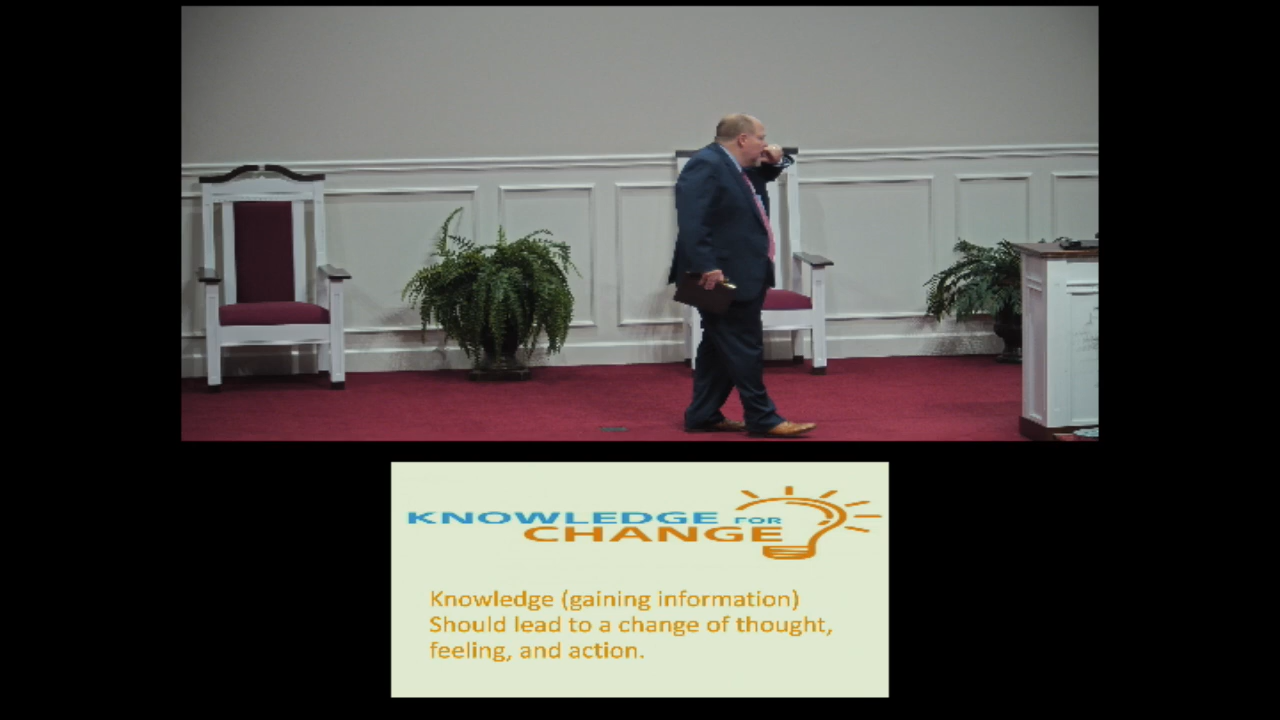 KNOWLEDGE FOR
CHANGE
Knowledge (gaining information)
Should lead to a change of thought,
feeling, and action.